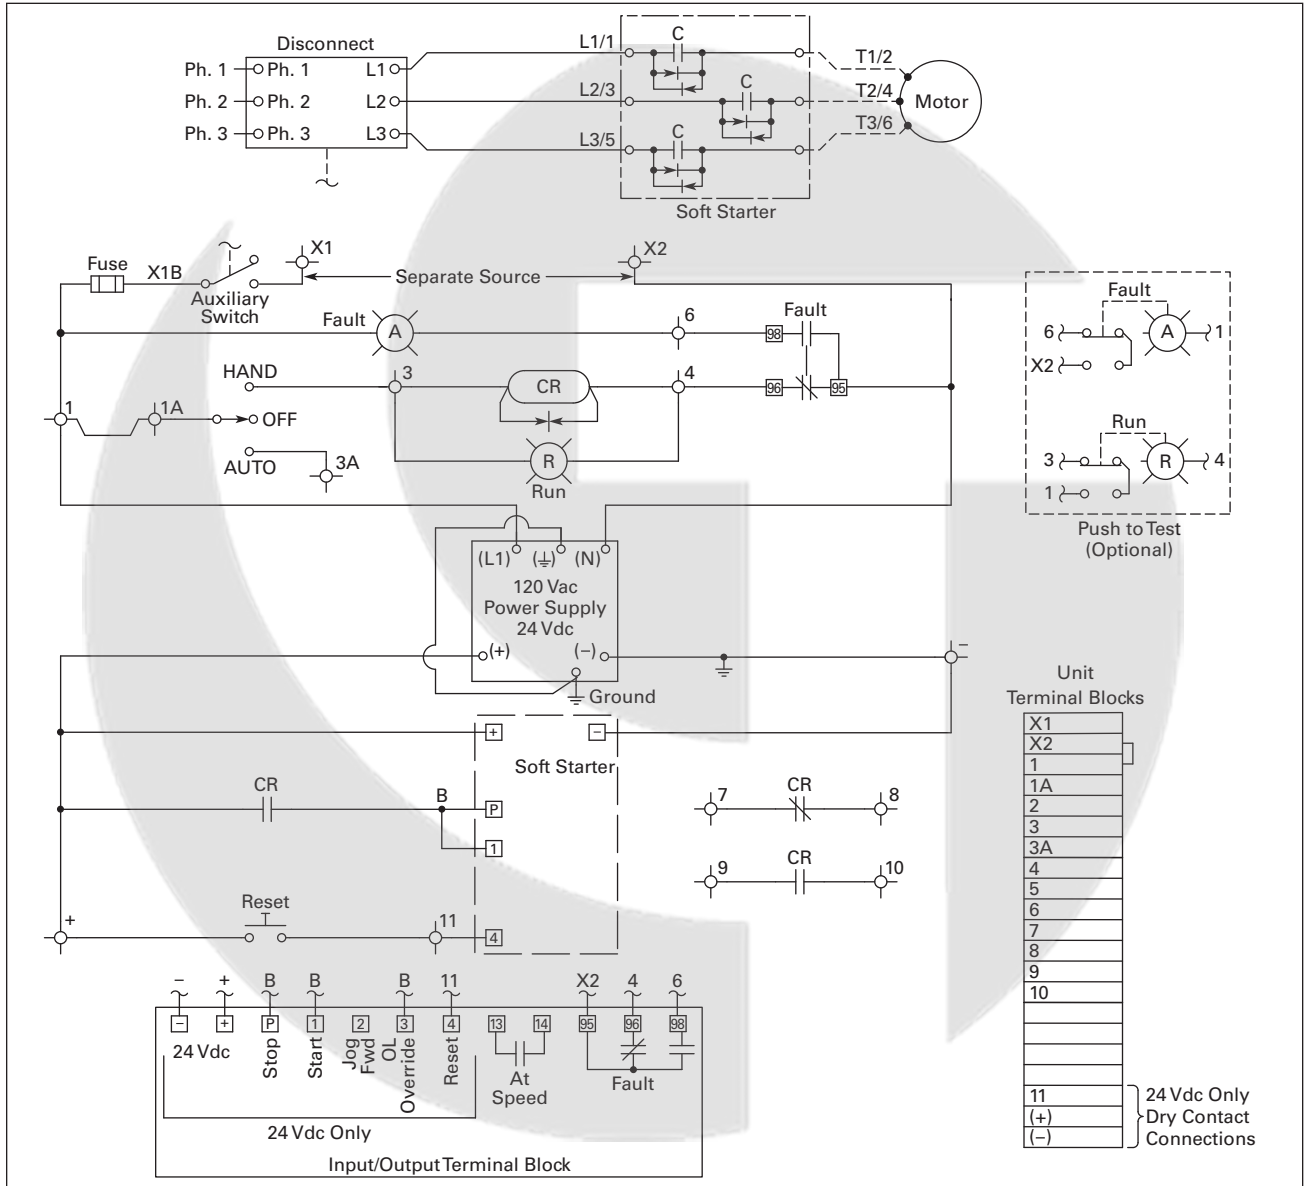 Disconnect
Ph. 1 Ph. 1 L1
Ph. 2 Ph. 2 L2
Ph. 3 Ph. 3 L3
L1/1 C T1/2
L2/3 C T2/4
L3/5 C T3/6
Motor
Soft Starter
Fuse X1B X1 X2
Separate Source
Auxiliary
Switch
Fault A 6 98 Fault
HAND 3 CR 4 96 95
1 1A OFF
AUTO 3A
R
Run
Fault
6 A 1
X2
Run
3 R 4
1
Push to Test
(Optional)
(L1) (N)
120 Vac
Power Supply
24 Vdc
(+) (–) –
Ground
+ –
Soft Starter
CR B P
1
7 CR 8
9 CR 10
Reset
+ 11 4
– + B B B 11 X2 4 6
– + P 1 2 3 4 13 14 95 96 98
24 Vdc
Stop
Start
Jog
Fwd
OL
Override
Reset
At
Speed
Fault
24 Vdc Only
Input/Output Terminal Block
Unit
Terminal Blocks
X1
X2
1
1A
2
3
3A
4
5
6
7
8
9
10
11
(+)
(–)
24 Vdc Only
Dry Contact
Connections